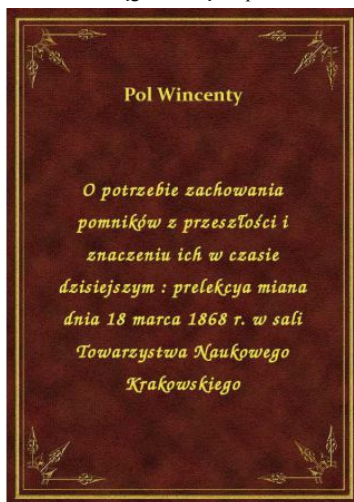 Pol Wincenty
O potrzebie zachowania
pomników z przeszłości i
znaczeniu ich w czasie
dzisiejszym : prelekcya miana
dnia 18 marca 1868 r. w sali
Towarzystwa Naukowego
Krakowskiego